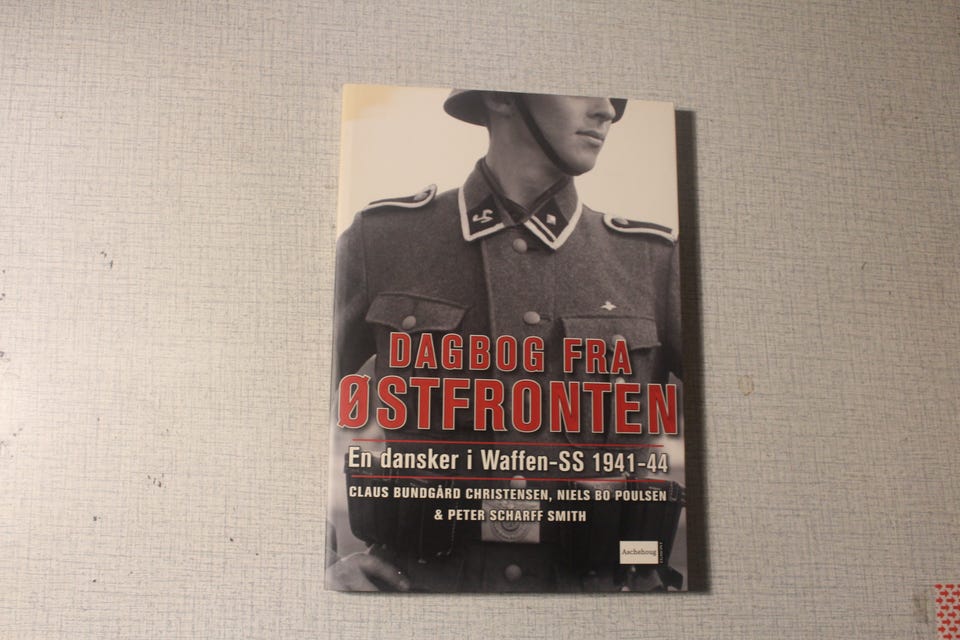 DAGBOG FRA
ØSTFRONTEN
En dansker i Waffen-SS 1941-44
CLAUS BUNDGÅRD CHRISTENSEN, NIELS BO POULSEN
& PETER SCHARFF SMITH
Aschehoug